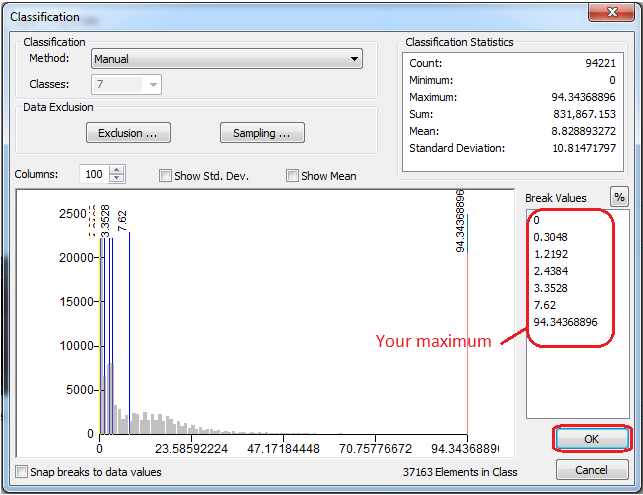 Classification
Classification
Method:
Manual
Classes:
7
Data Exclusion
Exclusion ...
Sampling ...
Classification Statistics
Count: 94221
Minimum: 0
Maximum: 94.34368896
Sum: 831,867.153
Mean: 8.828893272
Standard Deviation: 10.81471797
Columns:
100
Show Std. Dev.
Show Mean
Break Values
%
0
0.3048
1.2192
2.4384
3.3528
7.62
94.34368896
Your maximum
2500
20000
15000
10000
5000
0
3.3528
7.62
94.34368896
0
23.58592224
47.17184448
70.75776672
94.3436889
OK
Cancel
Snap breaks to data values
37163 Elements in Class